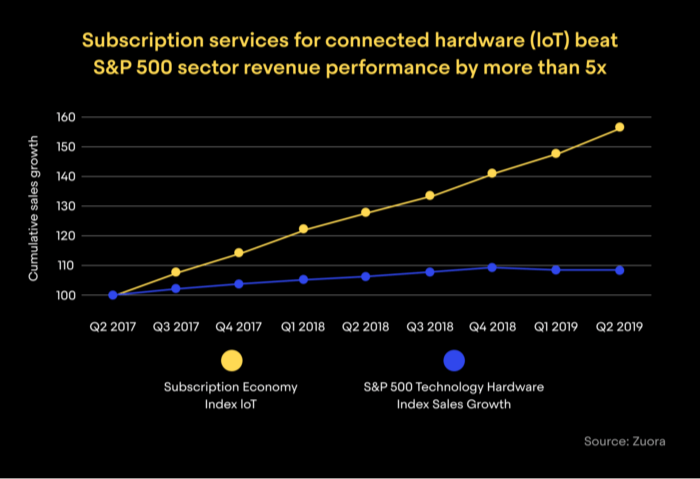 Subscription services for connected hardware (IoT) beat
S&P 500 sector revenue performance by more than 5x
Cumulative sales growth
160
150
140
130
120
110
100
Q2 2017 Q3 2017 Q4 2017 Q1 2018 Q2 2018 Q3 2018 Q4 2018 Q1 2019 Q2 2019
Subscription Economy
Index IoT
S&P 500 Technology Hardware
Index Sales Growth
Source: Zuora